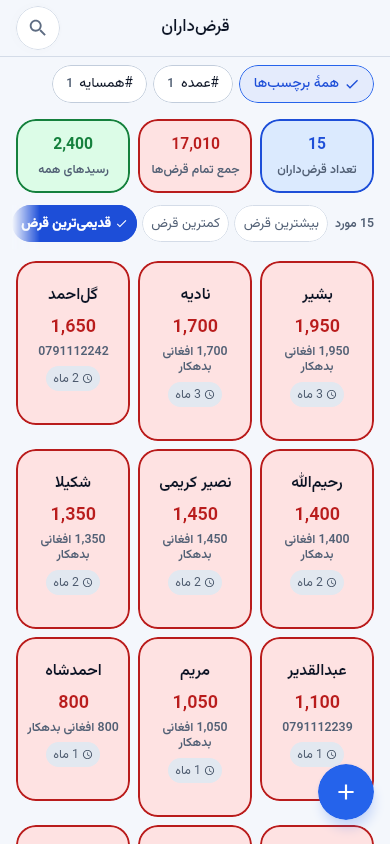 قرض‌داران
همهٔ برچسب‌ها
#عمده 1
#همسایه 1
15
تعداد قرض‌داران
17,010
جمع تمام قرض‌ها
2,400
رسیدهای همه
15 مورد
بیشترین قرض
کمترین قرض
قدیمی‌ترین قرض
بشیر
1,950
1,950 افغانی
بدهکار
3 ماه
نادیه
1,700
1,700 افغانی
بدهکار
3 ماه
گل‌احمد
1,650
0791112242
2 ماه
رحیم‌الله
1,400
1,400 افغانی
بدهکار
2 ماه
نصیر کریمی
1,450
1,450 افغانی
بدهکار
2 ماه
شکیلا
1,350
1,350 افغانی
بدهکار
2 ماه
عبدالقدیر
1,100
0791112239
1 ماه
مریم
1,050
1,050 افغانی
بدهکار
1 ماه
احمدشاه
800
800 افغانی بدهکار
1 ماه